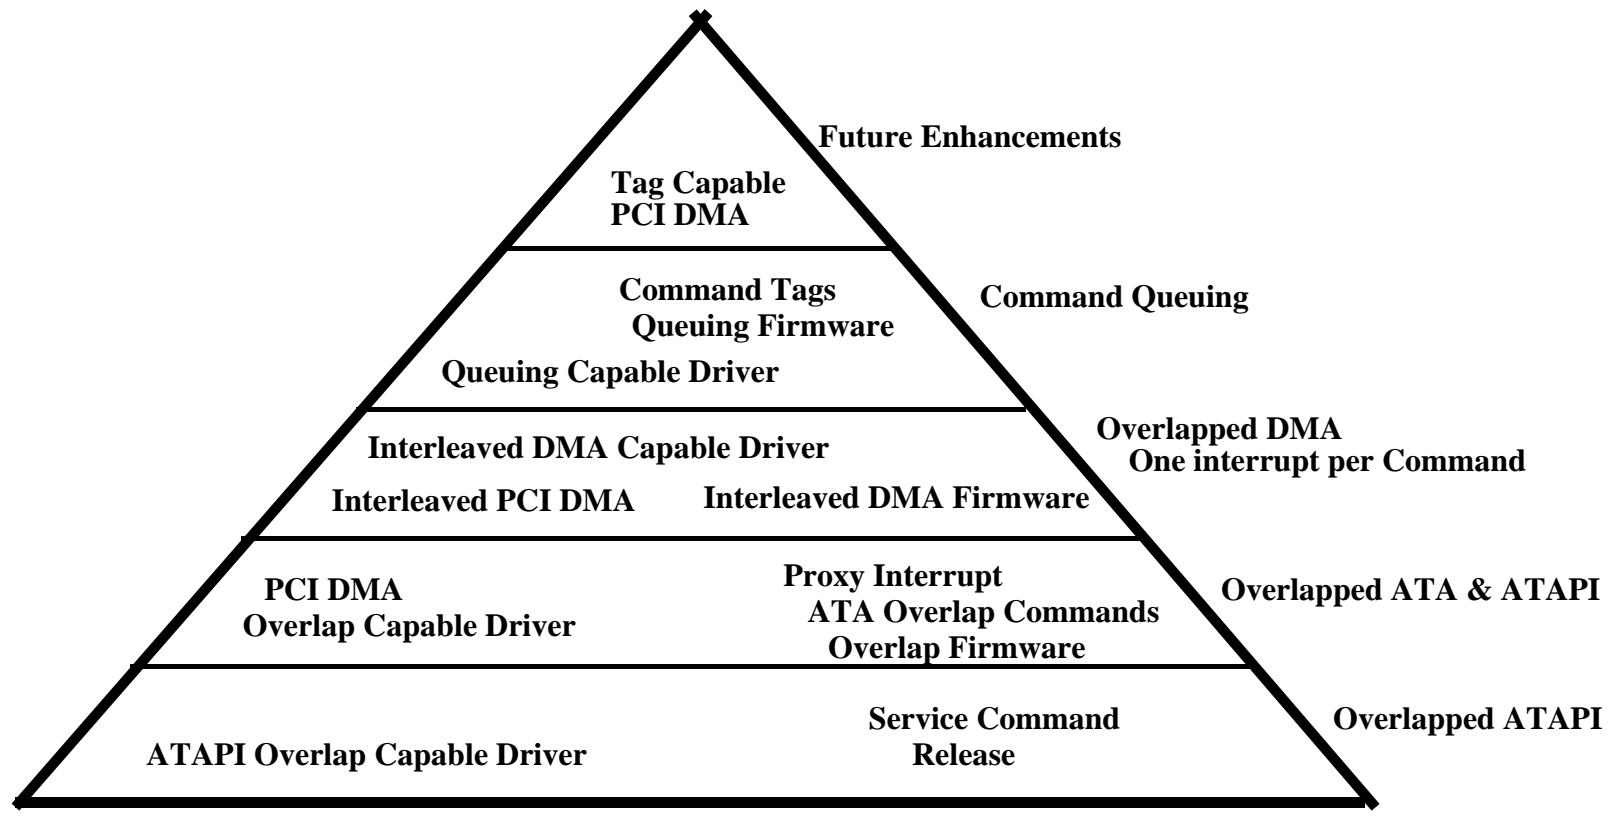 Future Enhancements
Tag Capable
PCI DMA
Command Tags
Queuing Firmware
Command Queuing
Queuing Capable Driver
Interleaved DMA Capable Driver
Overlapped DMA
One interrupt per Command
Interleaved PCI DMA
Interleaved DMA Firmware
PCI DMA
Overlap Capable Driver
Proxy Interrupt
ATA Overlap Commands
Overlap Firmware
Overlapped ATA & ATAPI
ATAPI Overlap Capable Driver
Service Command
Release
Overlapped ATAPI